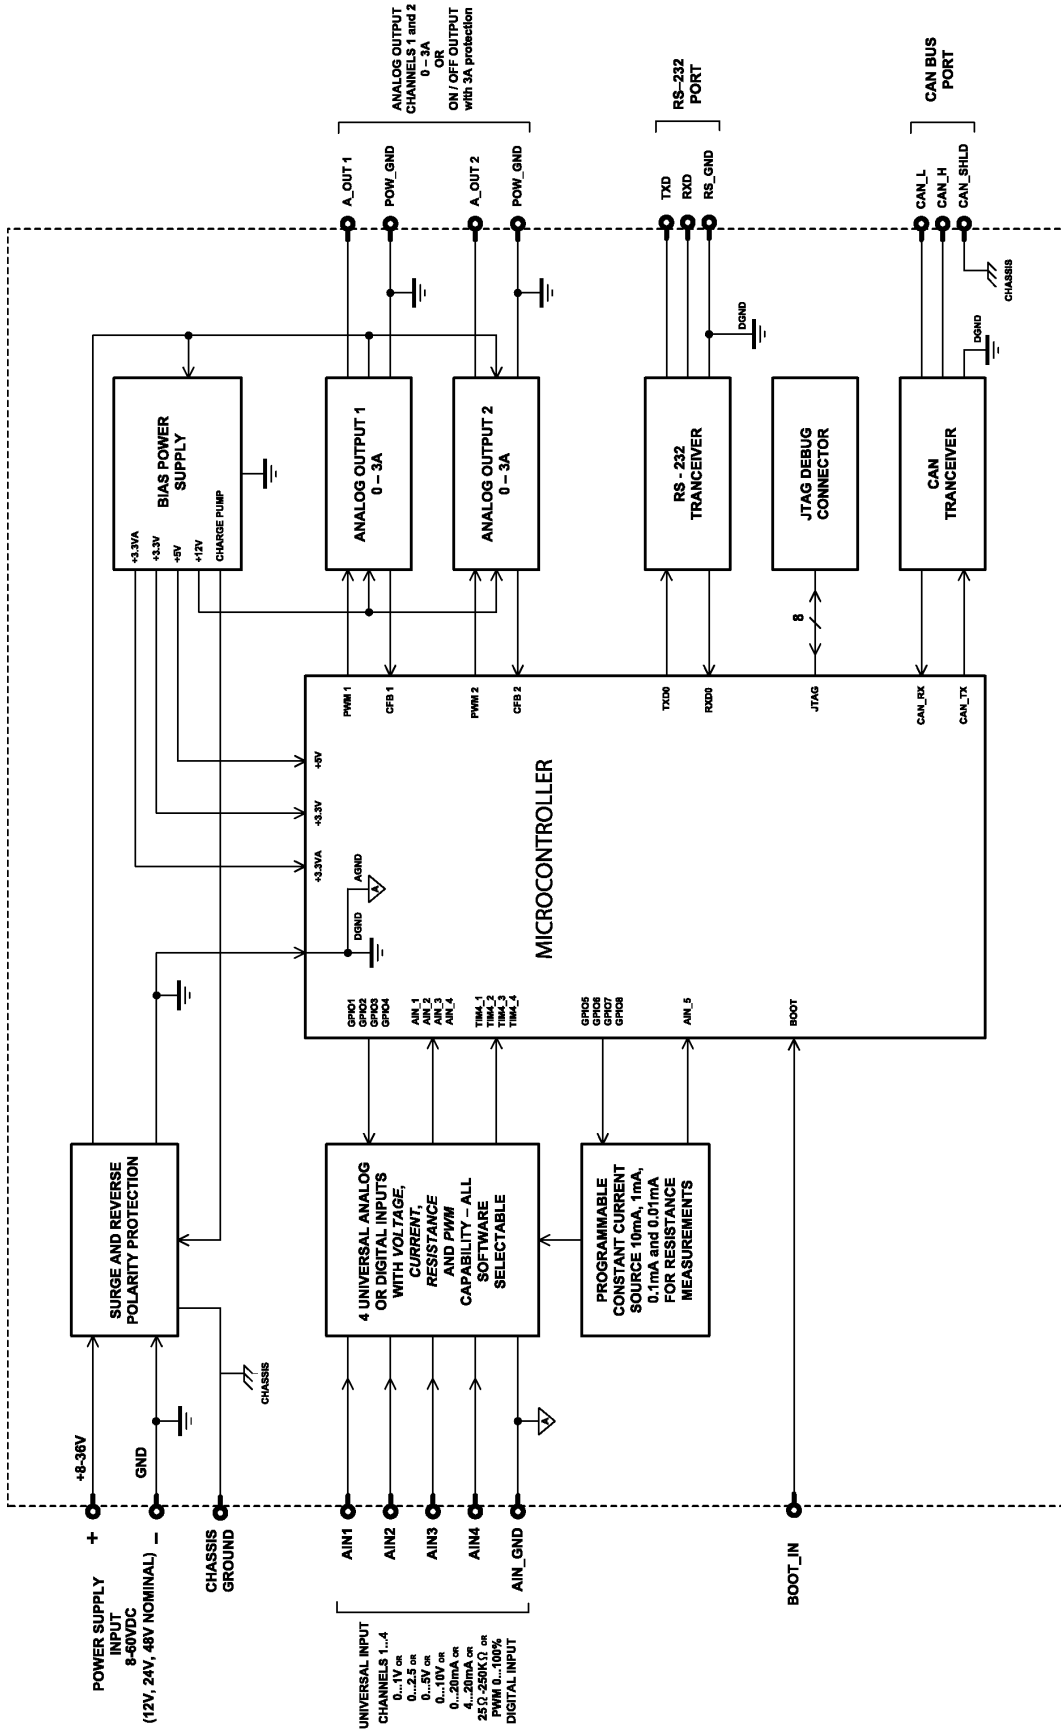 POWER SUPPLY
INPUT
8-60VDC
(12V, 24V, 48V NOMINAL)
+
–
+8-36V
GND
CHASSIS
GROUND
CHASSIS
SURGE AND REVERSE
POLARITY PROTECTION
BIAS POWER
SUPPLY
+3.3VA
+3.3V
+5V
+12V
CHARGE PUMP
UNIVERSAL INPUT
CHANNELS 1...4
0...1V OR
0...2.5 OR
0...5V OR
0...10V OR
0...20mA OR
4...20mA OR
25Ω-250KΩ OR
PWM 0...100%
DIGITAL INPUT
AIN1
AIN2
AIN3
AIN4
AIN_GND
A
4 UNIVERSAL ANALOG
OR DIGITAL INPUTS
WITH VOLTAGE,
CURRENT,
RESISTANCE
AND PWM
CAPABILITY – ALL
SOFTWARE
SELECTABLE
PROGRAMMABLE
CONSTANT CURRENT
SOURCE 10mA, 1mA,
0.1mA and 0.01mA
FOR RESISTANCE
MEASUREMENTS
BOOT_IN
MICROCONTROLLER
GPIO1
GPIO2
GPIO3
GPIO4
AIN_1
AIN_2
AIN_3
AIN_4
TIM4_1
TIM4_2
TIM4_3
TIM4_4
GPIO5
GPIO6
GPIO7
GPIO8
AIN_5
BOOT
DGND
AGND
A
+3.3VA
+3.3V
+5V
PWM 1
CFB 1
PWM 2
CFB 2
TXD0
RXD0
JTAG
CAN_RX
CAN_TX
8
ANALOG OUTPUT 1
0 – 3A
ANALOG OUTPUT 2
0 – 3A
RS - 232
TRANCEIVER
JTAG DEBUG
CONNECTOR
CAN
TRANCEIVER
DGND
DGND
CHASSIS
A_OUT 1
POW_GND
A_OUT 2
POW_GND
TXD
RXD
RS_GND
CAN_L
CAN_H
CAN_SHLD
ANALOG OUTPUT
CHANNELS 1 and 2
0 – 3A
OR
ON / OFF OUTPUT
with 3A protection
RS–232
PORT
CAN BUS
PORT